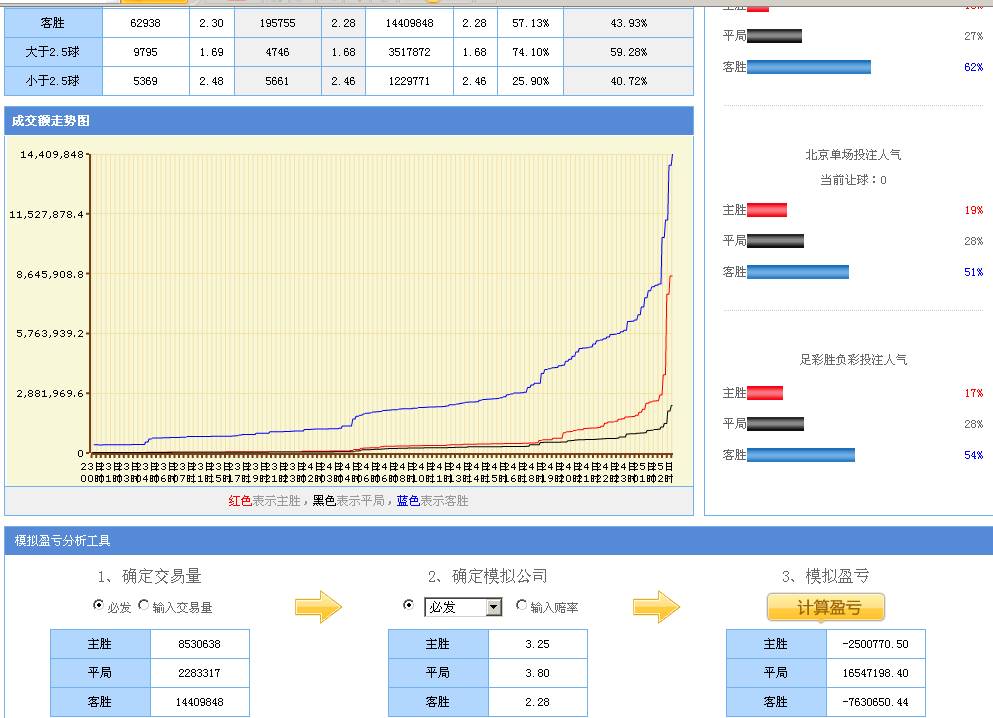 客胜 62938 2.30 195755 2.28 14409848 2.28 57.13% 43.93%
大于2.5球 9795 1.69 4746 1.68 3517872 1.68 74.10% 59.28%
小于2.5球 5369 2.48 5661 2.46 1229771 2.46 25.90% 40.72%
成交额走势图
14,409,848
11,527,878.4
8,645,908.8
5,763,939.2
2,881,969.6
0
红色表示主胜，黑色表示平局，蓝色表示客胜
平局 27%
客胜 62%
北京单场投注人气
当前让球：0
主胜 19%
平局 28%
客胜 51%
足彩胜负彩投注人气
主胜 17%
平局 28%
客胜 54%
模拟盈亏分析工具
1、确定交易量
必发 输入交易量
主胜 8530638
平局 2283317
客胜 14409848
2、确定模拟公司
必发 输入赔率
主胜 3.25
平局 3.80
客胜 2.28
3、模拟盈亏
计算盈亏
主胜 -2500770.50
平局 16547198.40
客胜 -7630650.44